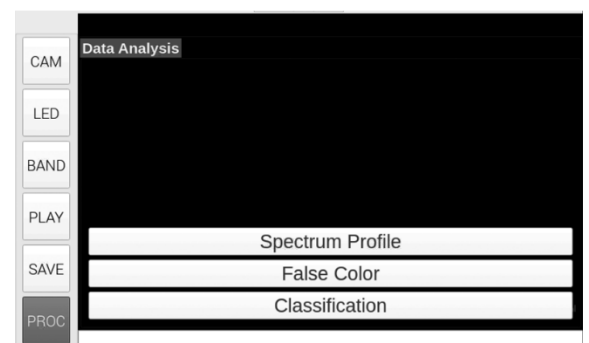 Data Analysis
CAM
LED
BAND
PLAY
SAVE
PROC
Spectrum Profile
False Color
Classification